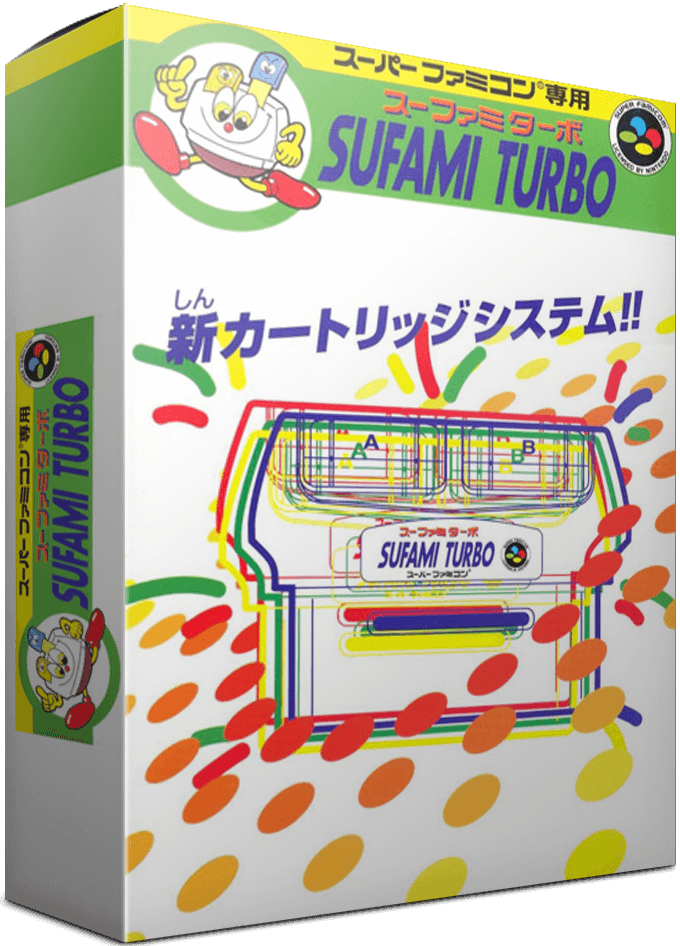 スーパーファミコン®専用
スーファミターボ
SUFAMI TURBO
SUPER FAMICOM
LICENSED BY NINTENDO
しん
新カートリッジシステム!!
A A A
A B B
スーファミターボ
SUFAMI TURBO
スーパーファミコン
スーパーファミコン®専用
スーファミターボ
SUFAMI TURBO